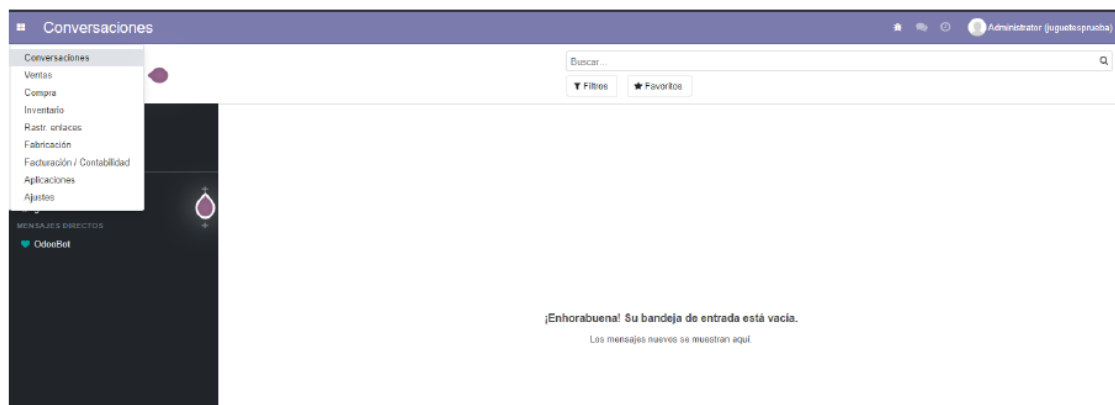 Conversaciones
Administrator (juguetesprueba)
Conversaciones
Ventas
Compra
Inventario
Rastr. enlaces
Fabricación
Facturación / Contabilidad
Aplicaciones
Ajustes
Buscar...
Filtros
Favoritos
MENSAJES DIRECTOS
OdooBot
¡Enhorabuena! Su bandeja de entrada está vacía.
Los mensajes nuevos se muestran aquí.